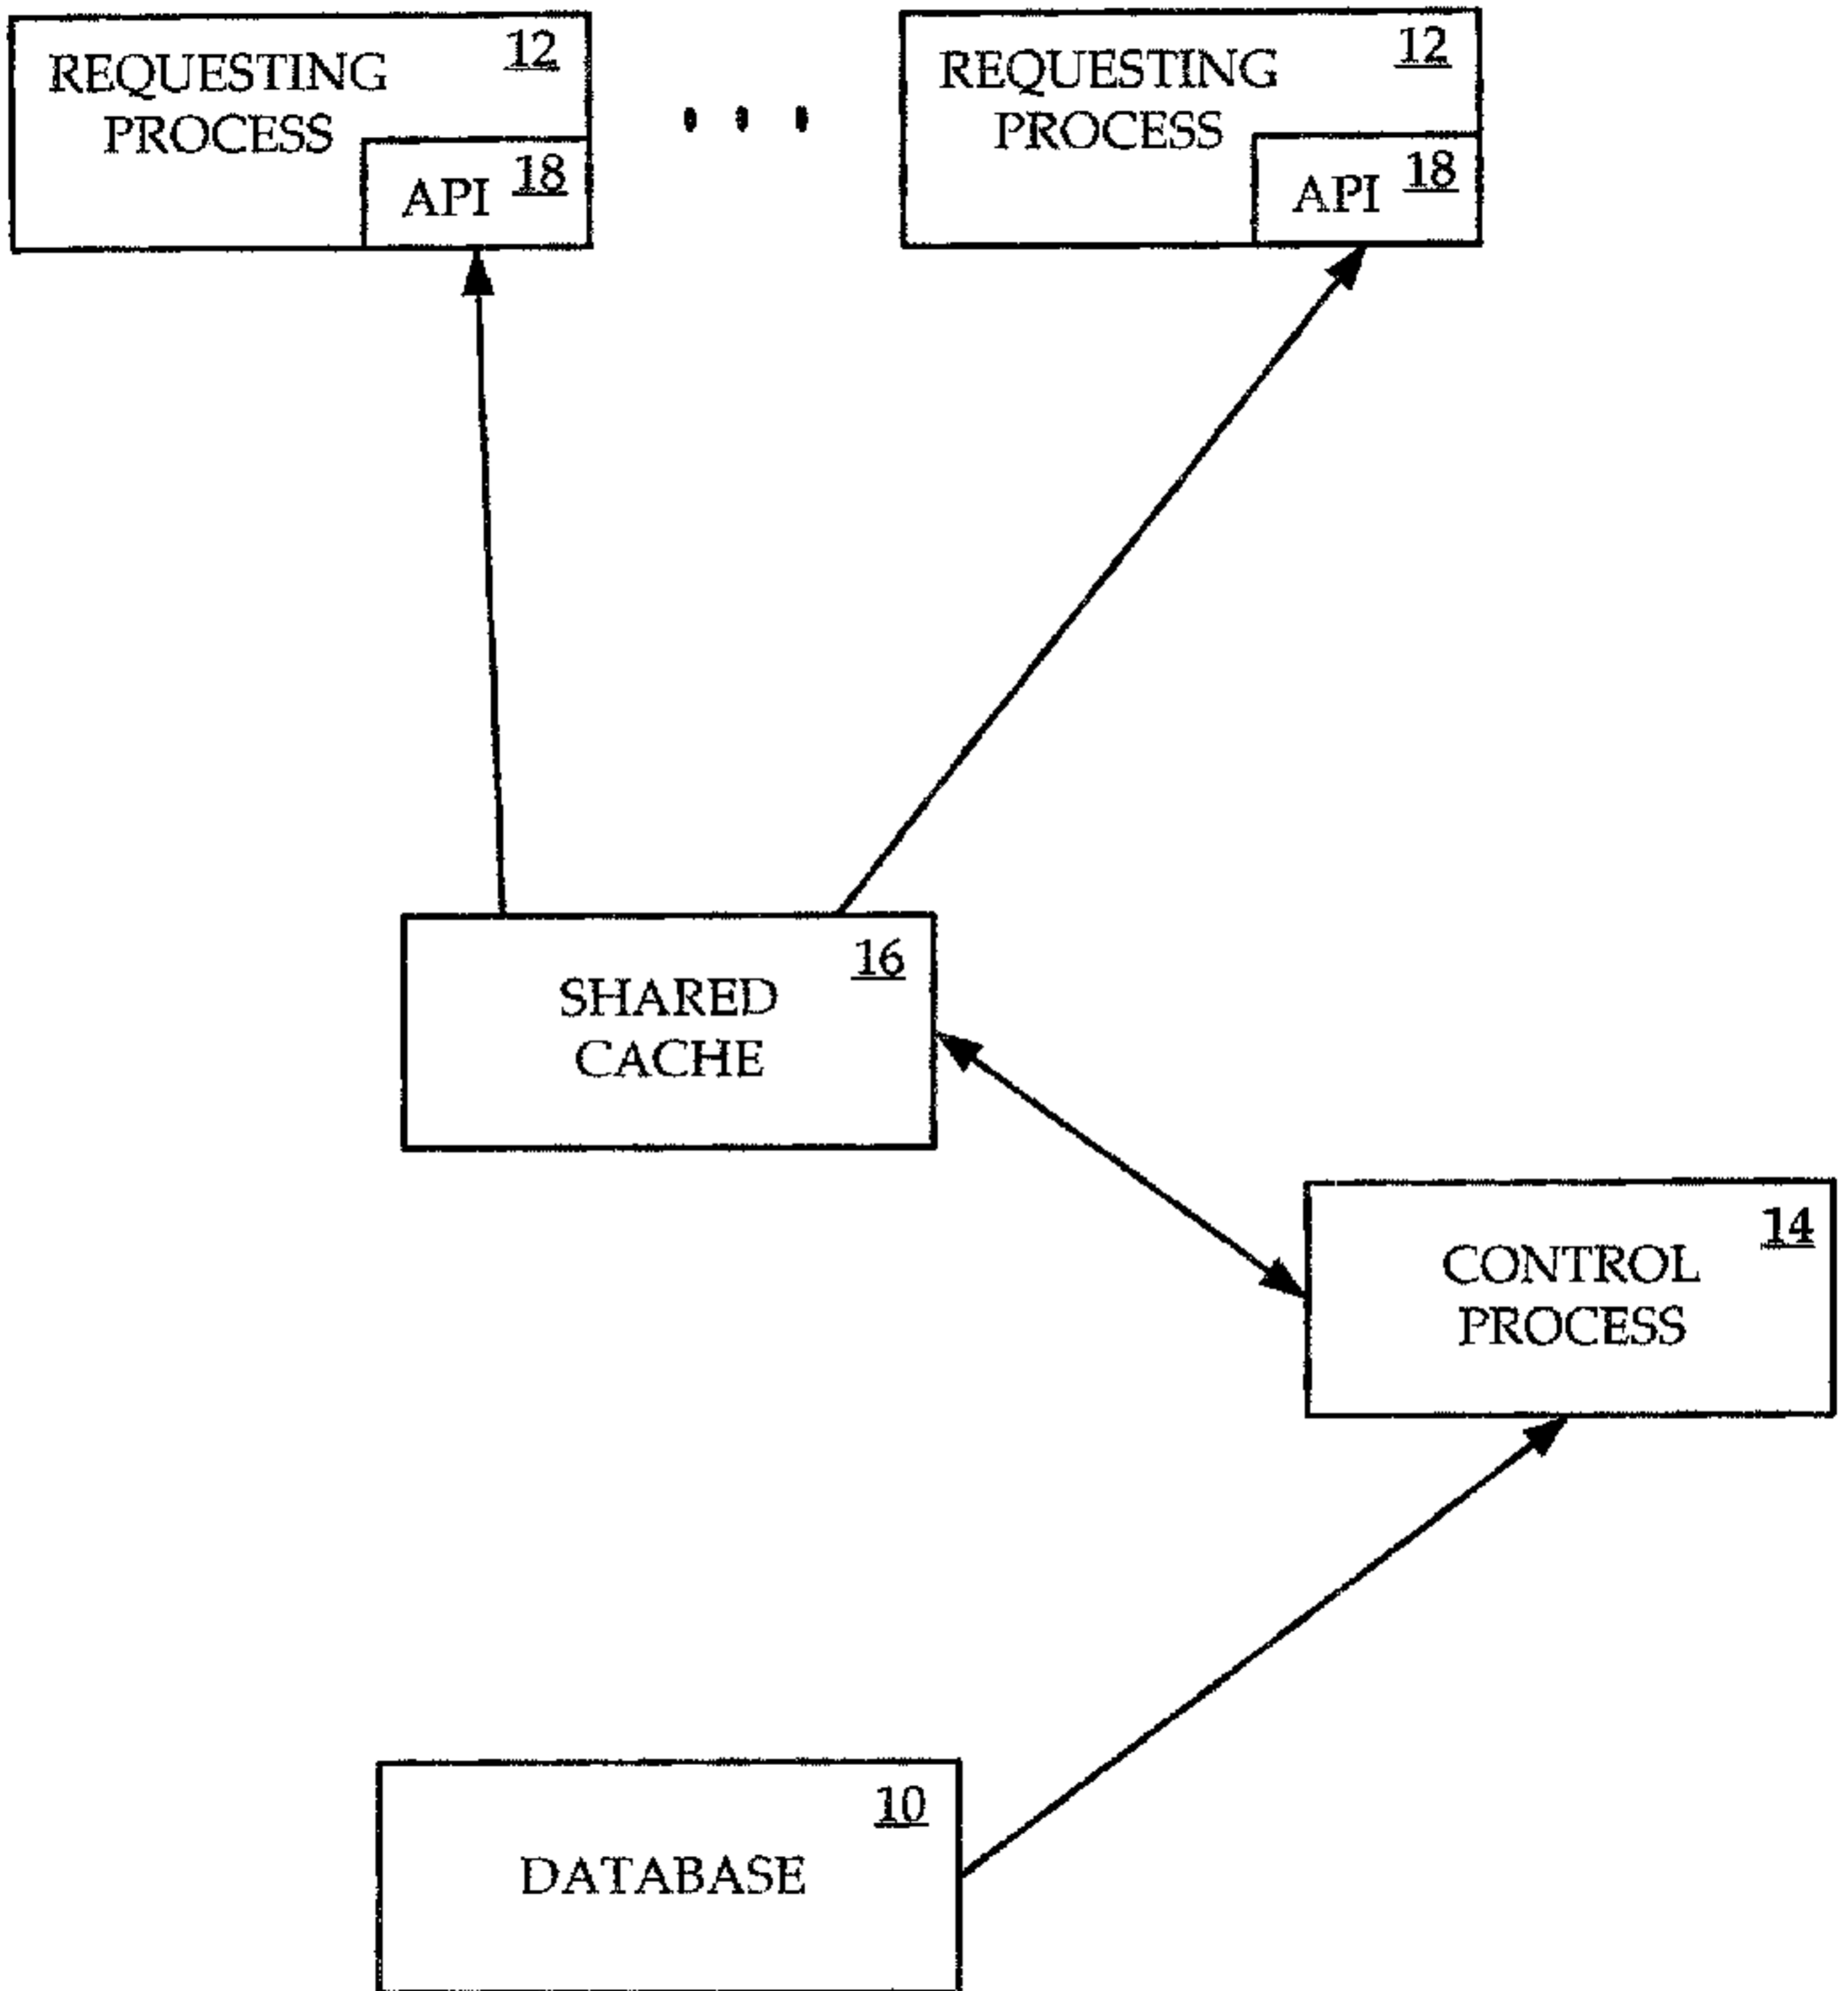 REQUESTING 12
PROCESS
API 18
REQUESTING 12
PROCESS
API 18
16
SHARED
CACHE
14
CONTROL
PROCESS
10
DATABASE